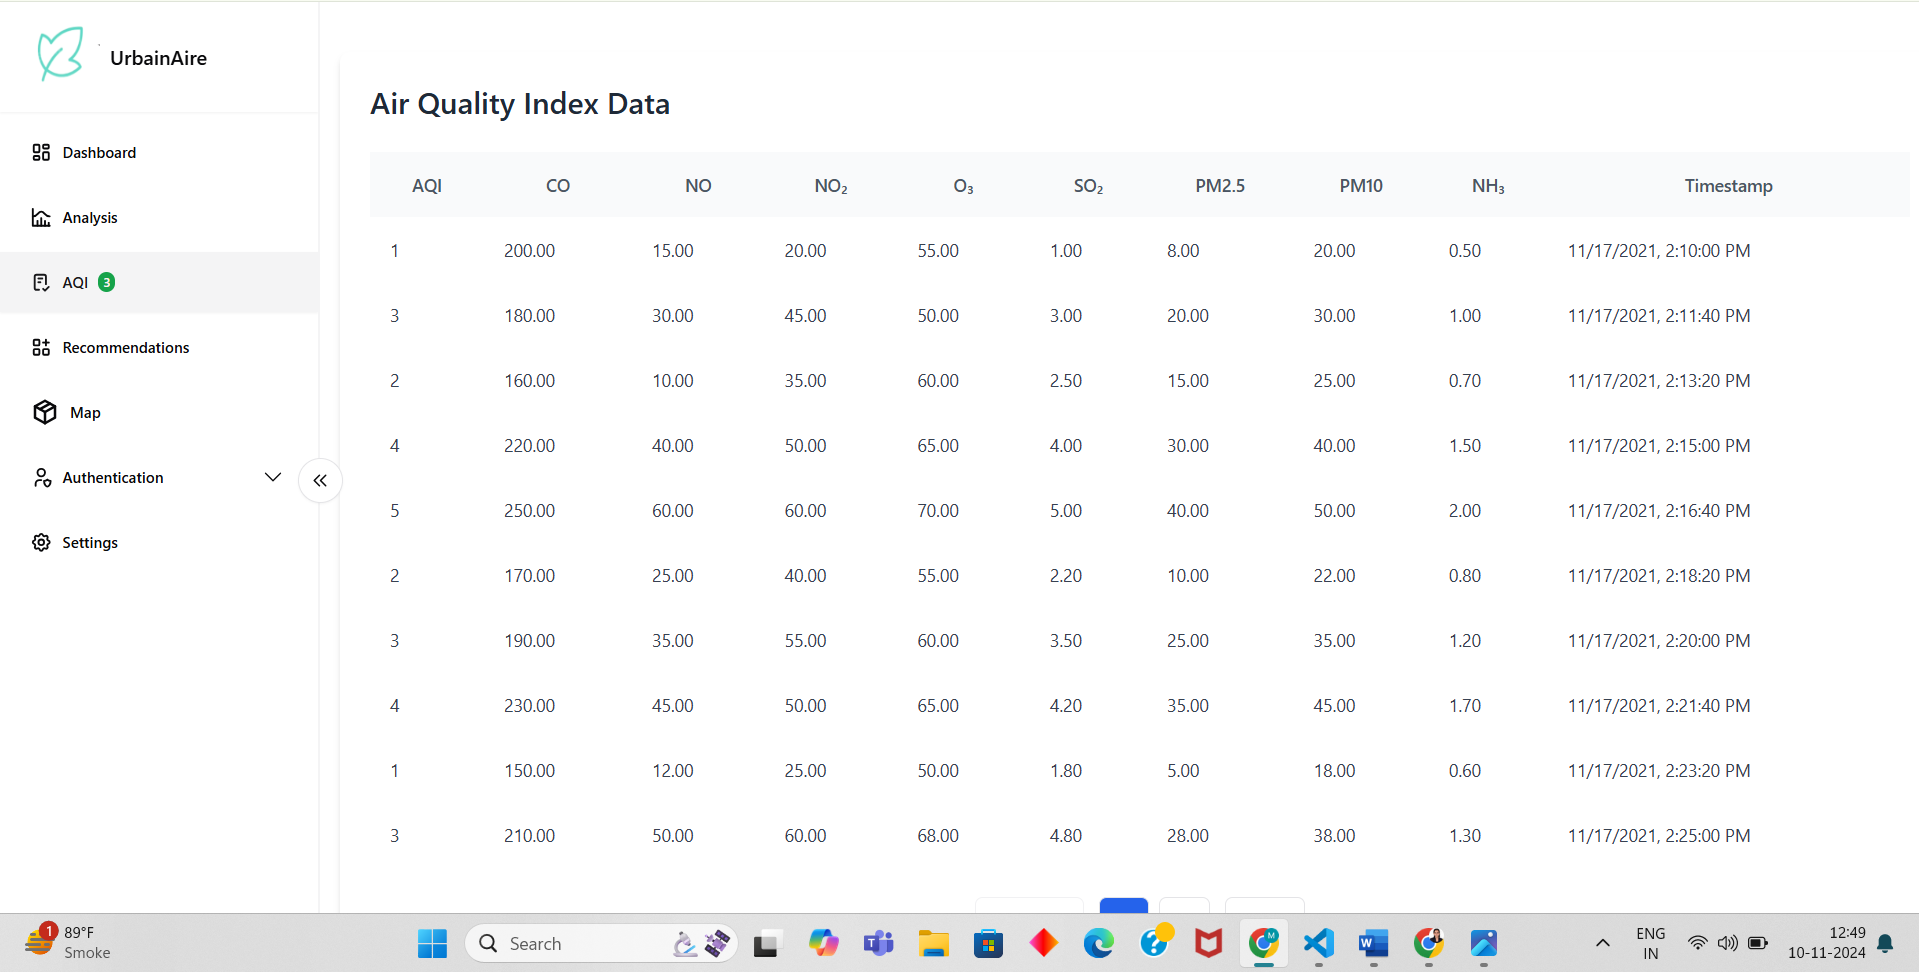 UrbainAire
Dashboard
Analysis
AQI 3
Recommendations
Map
Authentication
Settings
Air Quality Index Data
AQI CO NO NO₂ O₃ SO₂ PM2.5 PM10 NH₃ Timestamp
1 200.00 15.00 20.00 55.00 1.00 8.00 20.00 0.50 11/17/2021, 2:10:00 PM
3 180.00 30.00 45.00 50.00 3.00 20.00 30.00 1.00 11/17/2021, 2:11:40 PM
2 160.00 10.00 35.00 60.00 2.50 15.00 25.00 0.70 11/17/2021, 2:13:20 PM
4 220.00 40.00 50.00 65.00 4.00 30.00 40.00 1.50 11/17/2021, 2:15:00 PM
5 250.00 60.00 60.00 70.00 5.00 40.00 50.00 2.00 11/17/2021, 2:16:40 PM
2 170.00 25.00 40.00 55.00 2.20 10.00 22.00 0.80 11/17/2021, 2:18:20 PM
3 190.00 35.00 55.00 60.00 3.50 25.00 35.00 1.20 11/17/2021, 2:20:00 PM
4 230.00 45.00 50.00 65.00 4.20 35.00 45.00 1.70 11/17/2021, 2:21:40 PM
1 150.00 12.00 25.00 50.00 1.80 5.00 18.00 0.60 11/17/2021, 2:23:20 PM
3 210.00 50.00 60.00 68.00 4.80 28.00 38.00 1.30 11/17/2021, 2:25:00 PM
1
89°F
Smoke
Search
ENG
IN
12:49
10-11-2024